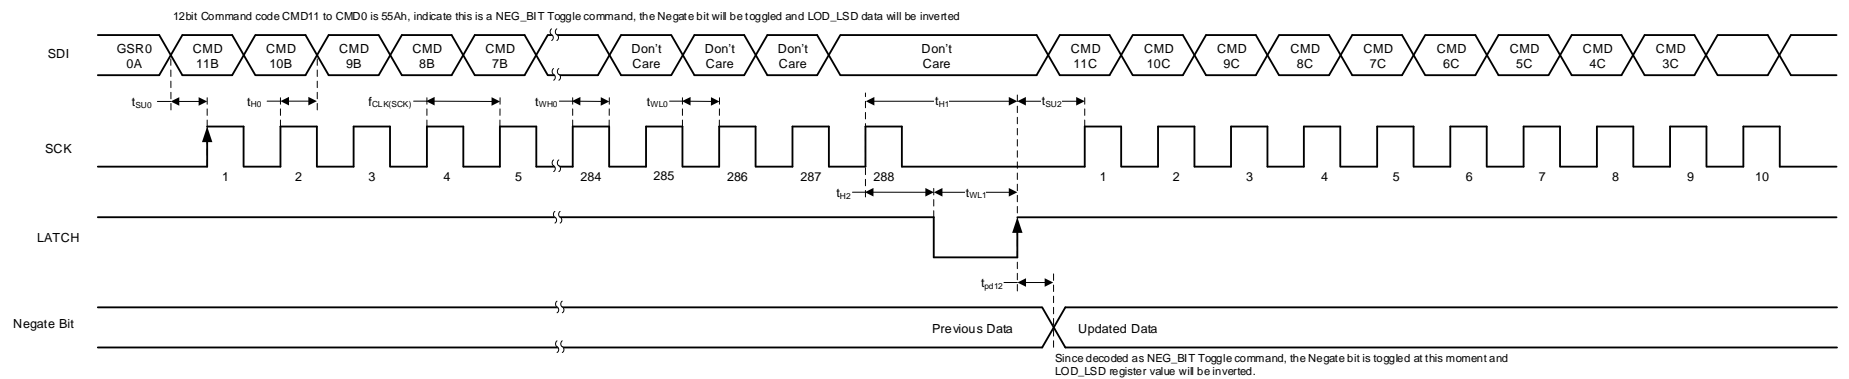 12bit Command code CMD11 to CMD0 is 55Ah, indicate this is a NEG_BIT Toggle command, the Negate bit will be toggled and LOD_LSD data will be inverted
SDI
GSR0
0A
CMD
11B
CMD
10B
CMD
9B
CMD
8B
CMD
7B
Don't
Care
Don't
Care
Don't
Care
Don't
Care
CMD
11C
CMD
10C
CMD
9C
CMD
8C
CMD
7C
CMD
6C
CMD
5C
CMD
4C
CMD
3C
tSU0
tH0
fCLK(SCK)
tWH0
tWL0
tH1
tSU2
SCK
1
2
3
4
5
284
285
286
287
288
1
2
3
4
5
6
7
8
9
10
tH2
tWL1
LATCH
tpd12
Negate Bit
Previous Data
Updated Data
Since decoded as NEG_BIT Toggle command, the Negate bit is toggled at this moment and
LOD_LSD register value will be inverted.